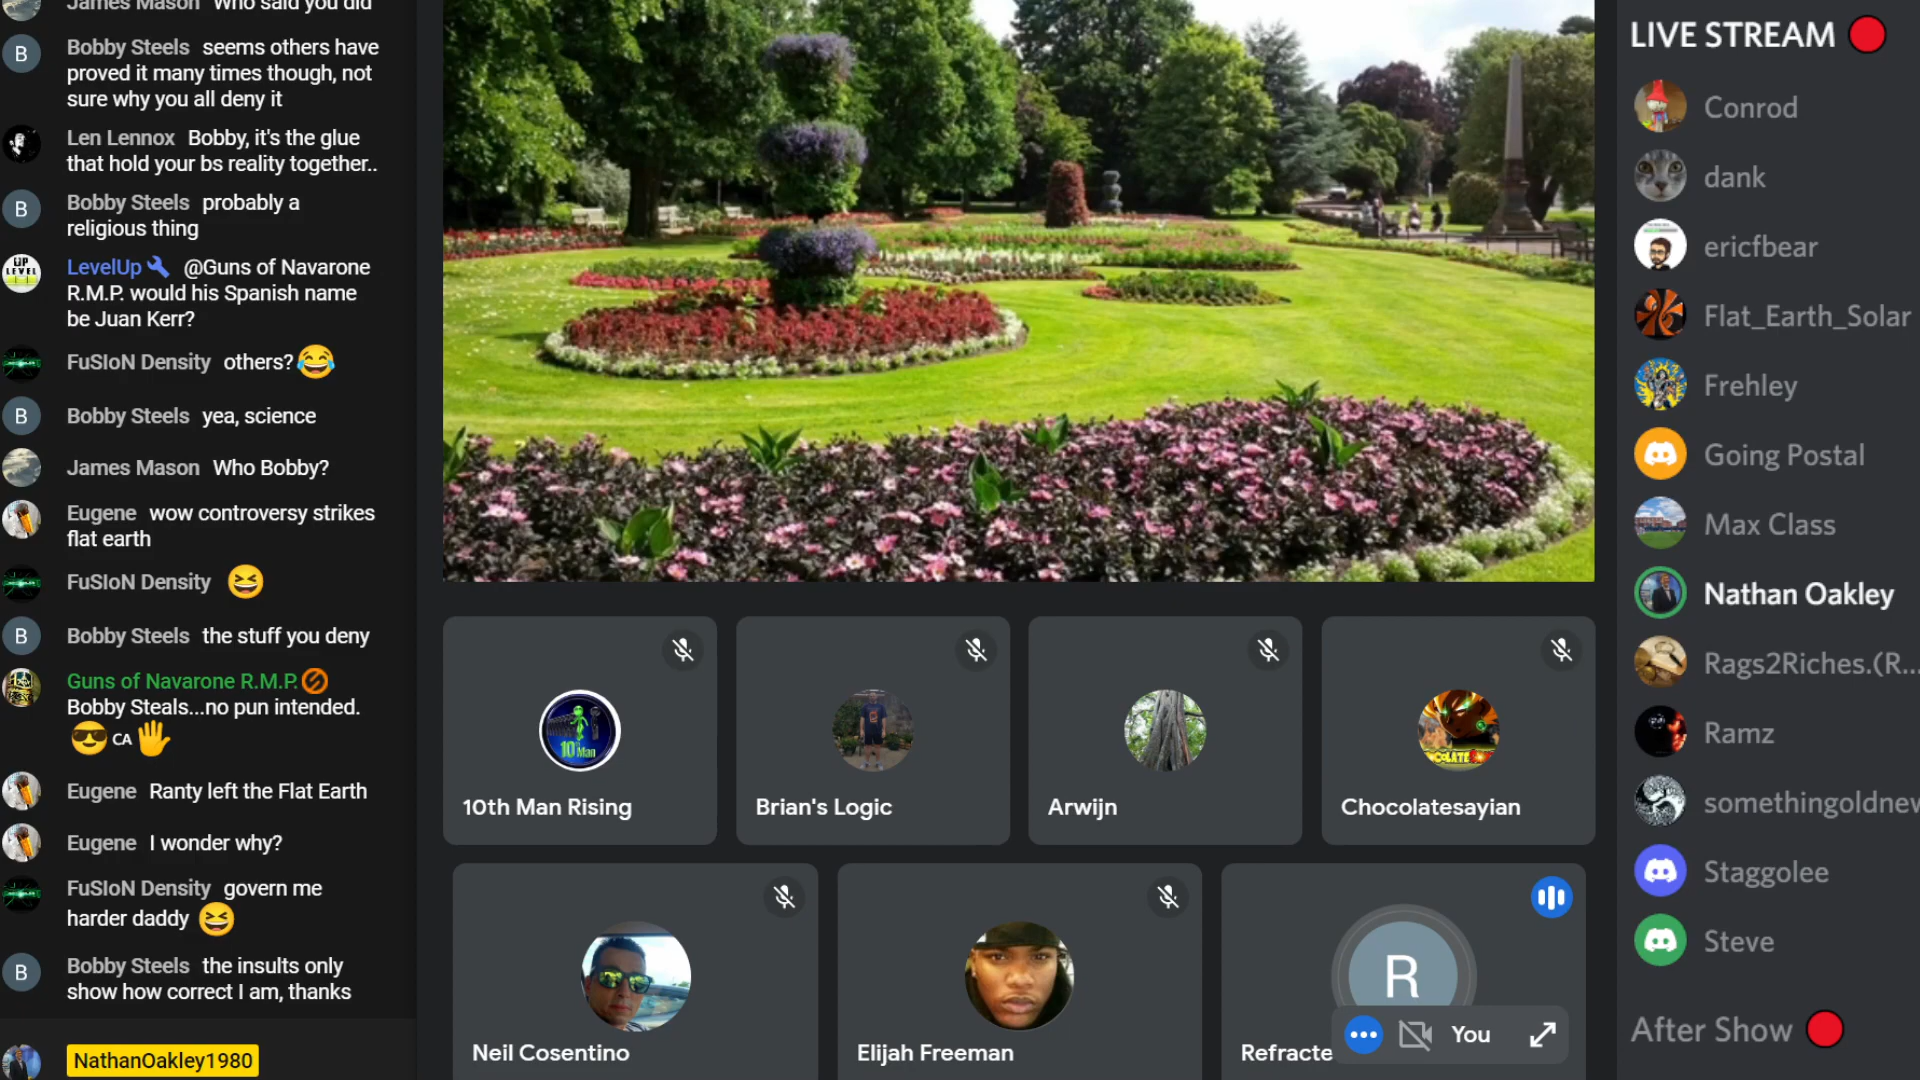 James Mason Who said you did
B
Bobby Steels seems others have
proved it many times though, not
sure why you all deny it
Len Lennox Bobby, it's the glue
that hold your bs reality together..
B
Bobby Steels probably a
religious thing
UP
LEVEL
LevelUp @Guns of Navarone
R.M.P. would his Spanish name
be Juan Kerr?
FuSIoN Density others?😂
B
Bobby Steels yea, science
James Mason Who Bobby?
Eugene wow controversy strikes
flat earth
FuSIoN Density 😆
B
Bobby Steels the stuff you deny
Guns of Navarone R.M.P.
Bobby Steals...no pun intended.
😎CA🖐
Eugene Ranty left the Flat Earth
Eugene I wonder why?
FuSIoN Density govern me
harder daddy 😆
B
Bobby Steels the insults only
show how correct I am, thanks
NathanOakley1980
10
Man
10th Man Rising
Brian's Logic
Arwijn
Chocolatesayian
Neil Cosentino
Elijah Freeman
R
Refracte
You
LIVE STREAM
Conrod
dank
ericfbear
Flat_Earth_Solar
Frehley
Going Postal
Max Class
Nathan Oakley
Rags2Riches.(R...
Ramz
somethingoldnew
Staggolee
Steve
After Show